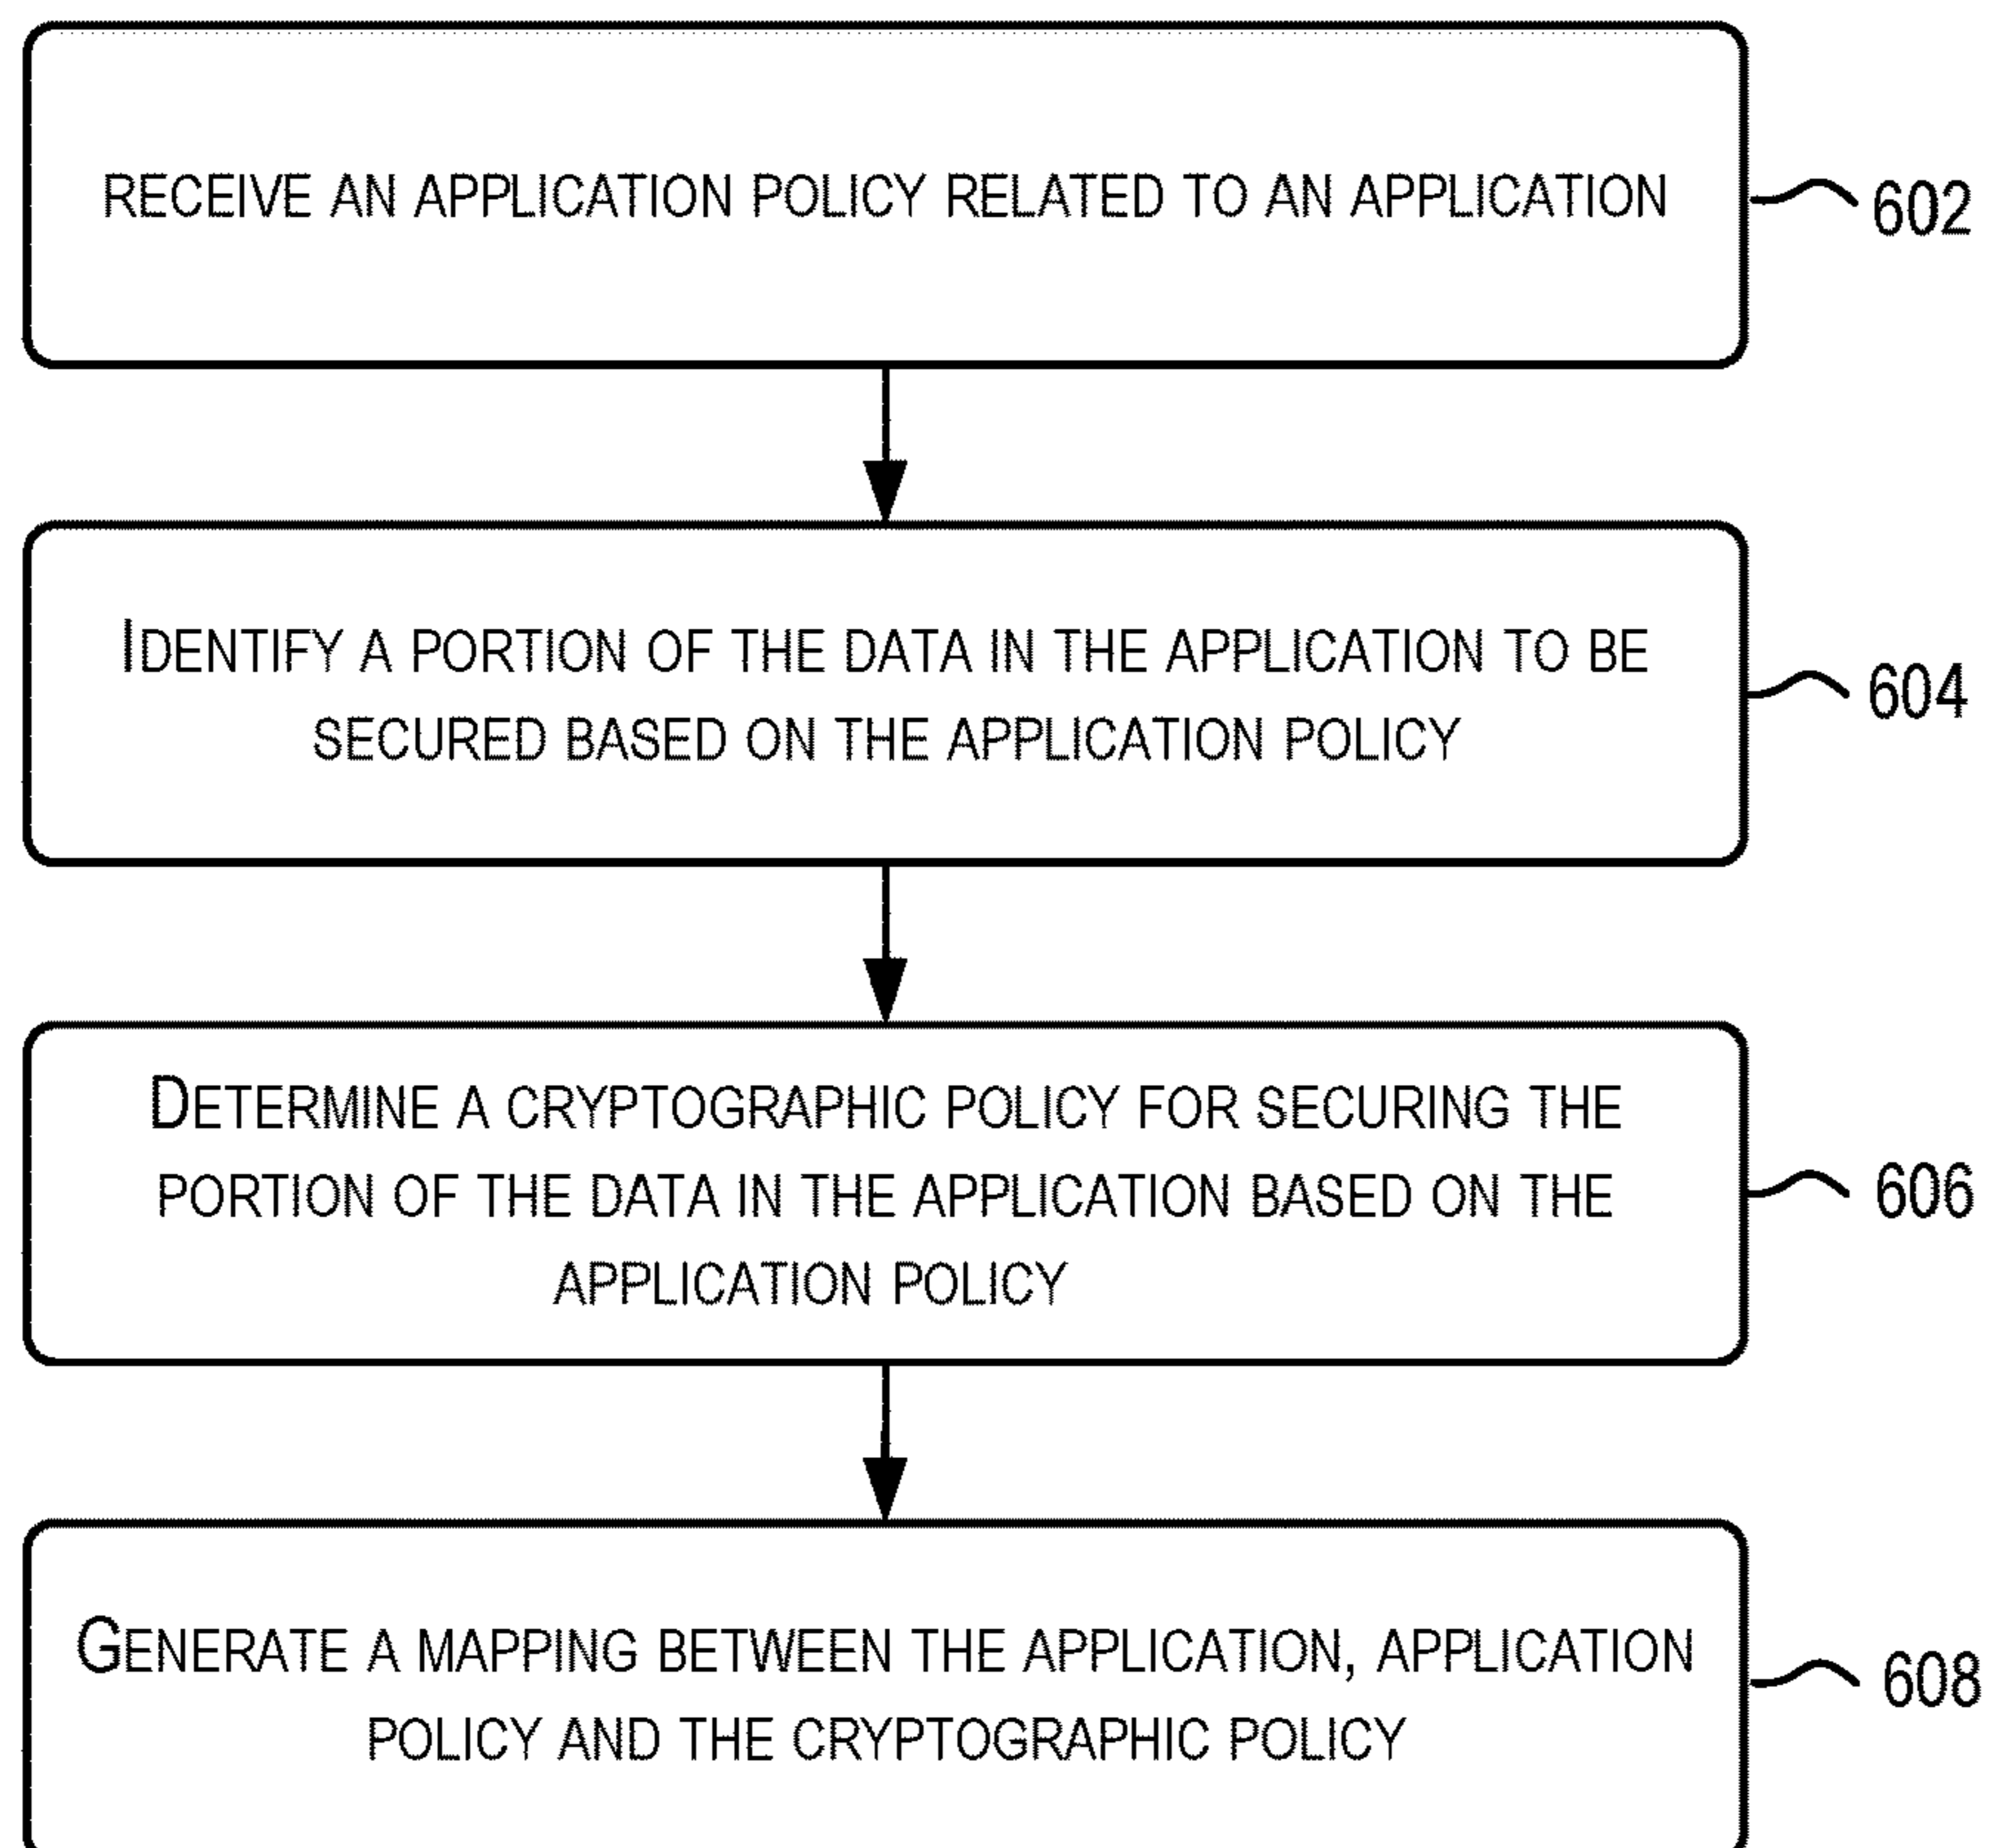 RECEIVE AN APPLICATION POLICY RELATED TO AN APPLICATION
602
IDENTIFY A PORTION OF THE DATA IN THE APPLICATION TO BE
SECURED BASED ON THE APPLICATION POLICY
604
DETERMINE A CRYPTOGRAPHIC POLICY FOR SECURING THE
PORTION OF THE DATA IN THE APPLICATION BASED ON THE
APPLICATION POLICY
606
GENERATE A MAPPING BETWEEN THE APPLICATION, APPLICATION
POLICY AND THE CRYPTOGRAPHIC POLICY
608